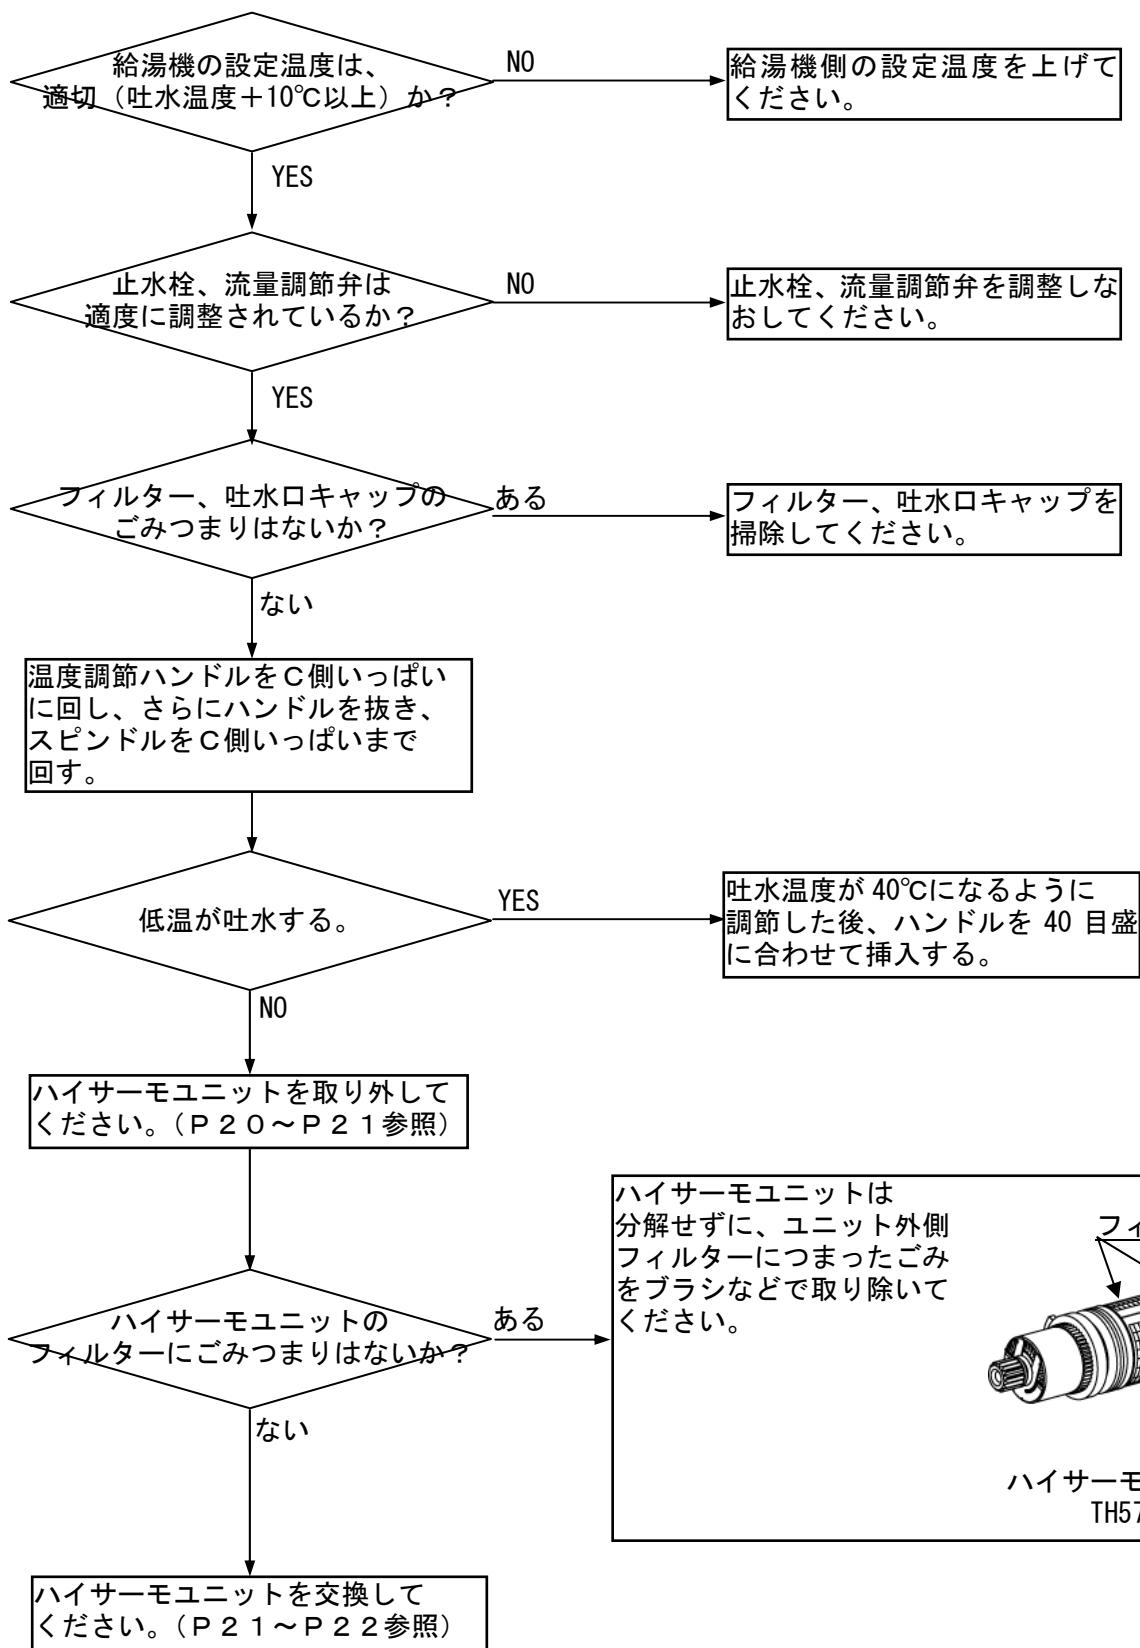 給湯機の設定温度は、
適切（吐水温度＋10℃以上）か？
NO
給湯機側の設定温度を上げて
ください。
YES
止水栓、流量調節弁は
適度に調整されているか？
NO
止水栓、流量調節弁を調整しな
おしてください。
YES
フィルター、吐水口キャップの
ごみつまりはないか？
ある
フィルター、吐水口キャップを
掃除してください。
ない
温度調節ハンドルをＣ側いっぱい
に回し、さらにハンドルを抜き、
スピンドルをＣ側いっぱいまで
回す。
低温が吐水する。
YES
吐水温度が 40℃になるように
調節した後、ハンドルを 40 目盛
に合わせて挿入する。
NO
ハイサーモユニットを取り外して
ください。（Ｐ２０～Ｐ２１参照）
ハイサーモユニットの
フィルターにごみつまりはないか？
ある
ハイサーモユニットは
分解せずに、ユニット外側
フィルターにつまったごみ
をブラシなどで取り除いて
ください。
フィ
ハイサーモ
TH57
ない
ハイサーモユニットを交換して
ください。（Ｐ２１～Ｐ２２参照）